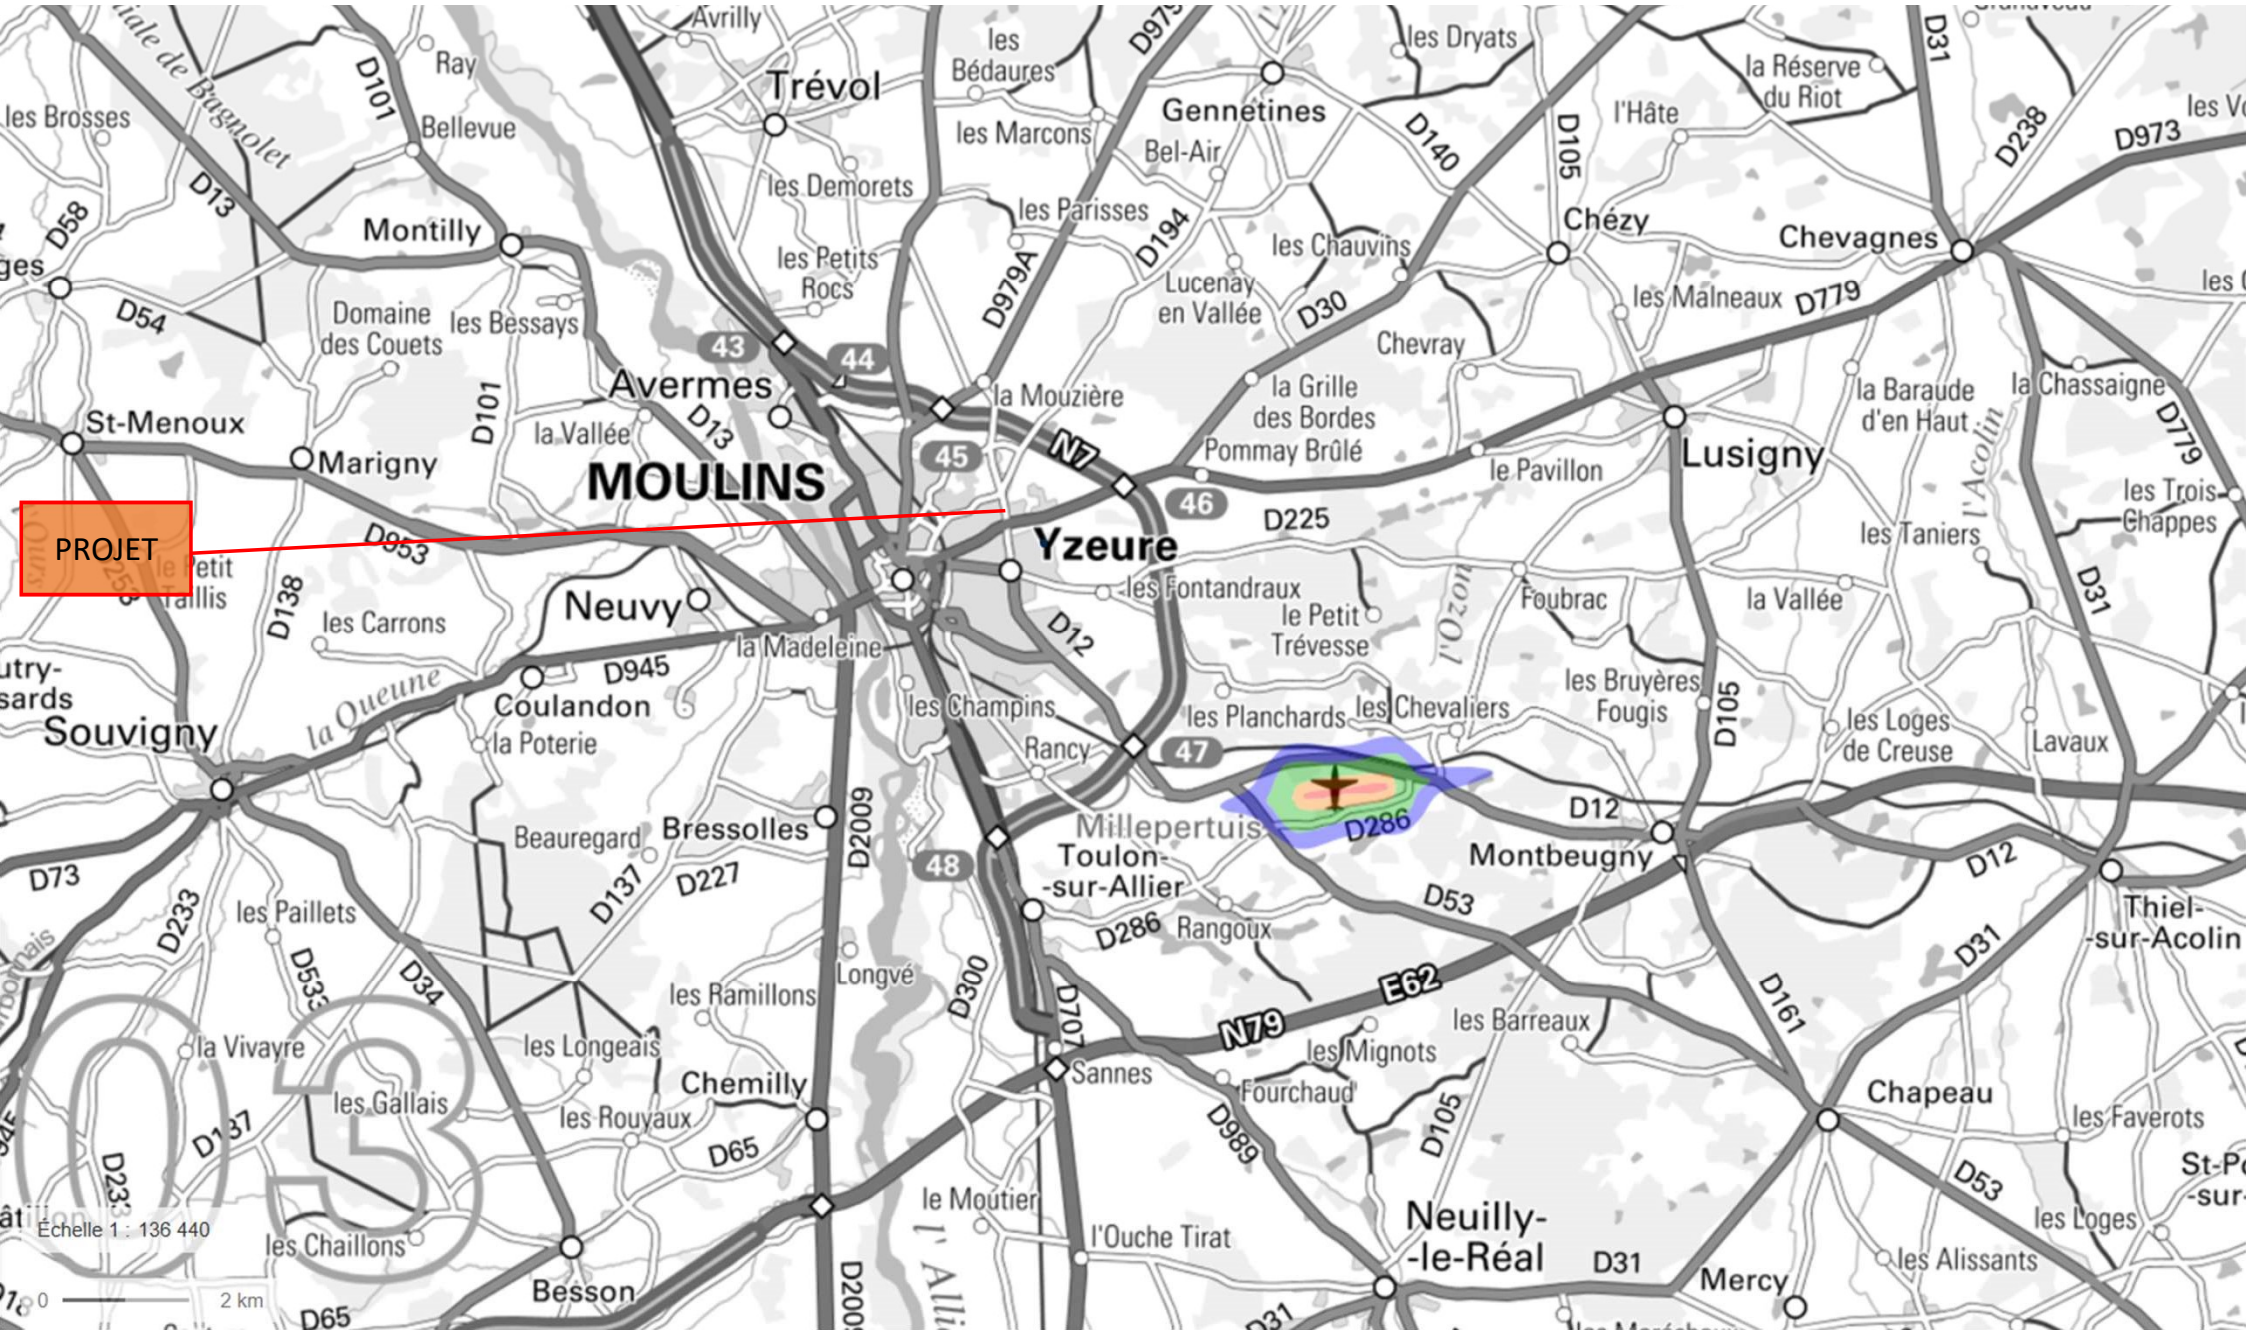 Avrilly
D979
les Dryats
D31
Ray
les
Bédaures
la Réserve
du Riot
Trévol
Gennetines
les Brosses
D101
Bellevue
les Marcons
l'Hâte
D238
D973
D140
D105
Bel-Air
D13
les Demorets
les Parisses
D58
Montilly
D194
les Chauvins
Chézy
Chevagnes
les Petits
Rocs
D979A
Lucenay
en Vallée
D30
les Malneaux
D779
D54
Domaine
des Couets
les Bessays
43
44
Chevray
Avermes
la Mouzière
la Grille
des Bordes
la Baraude
d'en Haut
la Chassaigne
St-Menoux
D101
la Vallée
D13
N7
Pommay Brûlé
D779
Marigny
MOULINS
45
46
le Pavillon
Lusigny
l'Acolin
les Trois-
Chappes
PROJET
D953
Yzeure
D225
les Taniers
le Petit
Taillis
D253
D138
Neuvy
les Fontandraux
le Petit
Trévesse
l'Ozon
Foubrac
la Vallée
D31
les Carrons
la Madeleine
D12
D945
la Queune
Coulandon
les Champins
les Planchards
les Chevaliers
les Bruyères
Fougis
D105
les Loges
de Creuse
Lavaux
Souvigny
la Poterie
Rancy
47
Beauregard
Bressolles
D2009
Millepertuis
D286
D12
Montbeugny
D12
D73
D137
D227
48
Toulon-
-sur-Allier
D53
D233
les Paillets
D286
Rangoux
Thiel-
-sur-Acolin
D533
D34
Longvé
D300
E62
D31
les Ramillons
D707
N79
les Barreaux
D161
la Vivayre
les Longeais
les Mignots
03
les Gallais
Chemilly
Sannes
Fourchaud
Chapeau
les Rouyaux
les Faverots
D137
D65
D989
D105
D233
le Moutier
Neuilly-
-le-Réal
D53
Échelle 1 : 136 440
les Chaillons
l'Ouche Tirat
les Loges
D31
les Alissants
Besson
Mercy
0
2 km
D65
D31